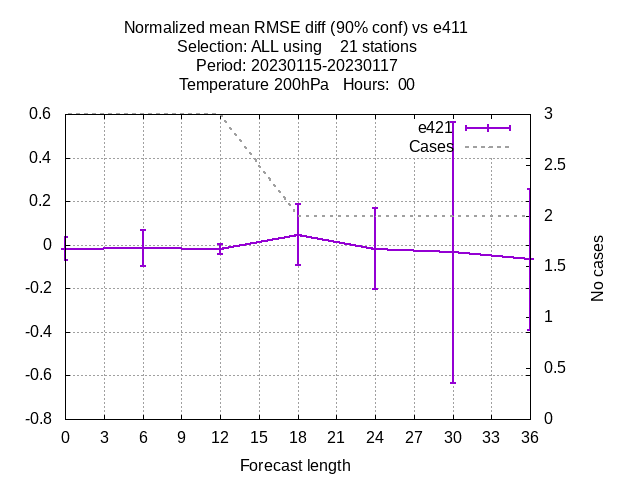 Normalized mean RMSE diff (90% conf) vs e411
Selection: ALL using    21 stations
Period: 20230115-20230117
Temperature 200hPa   Hours:  00
e421
Cases
0.6
0.4
0.2
0
-0.2
-0.4
-0.6
-0.8
3
2.5
2
1.5
1
0.5
0
No cases
0 3 6 9 12 15 18 21 24 27 30 33 36
Forecast length